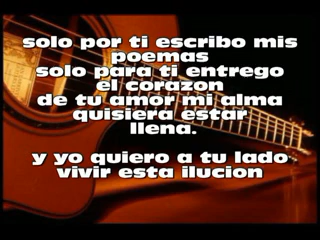 solo por ti escribo mis
poemas
solo para ti entrego
el corazon
de tu amor mi alma
quisiera estar
llena.
y yo quiero a tu lado
vivir esta ilucion